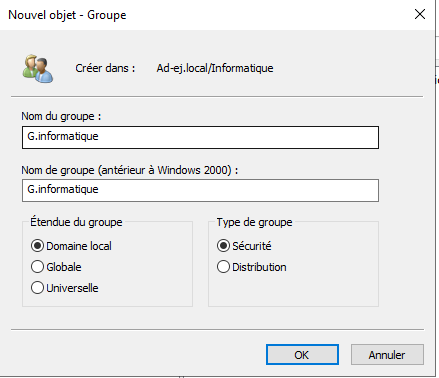 Nouvel objet - Groupe
Créer dans : Ad-ej.local/Informatique
Nom du groupe :
G.informatique
Nom de groupe (antérieur à Windows 2000) :
G.informatique
Étendue du groupe
Domaine local
Globale
Universelle
Type de groupe
Sécurité
Distribution
OK
Annuler